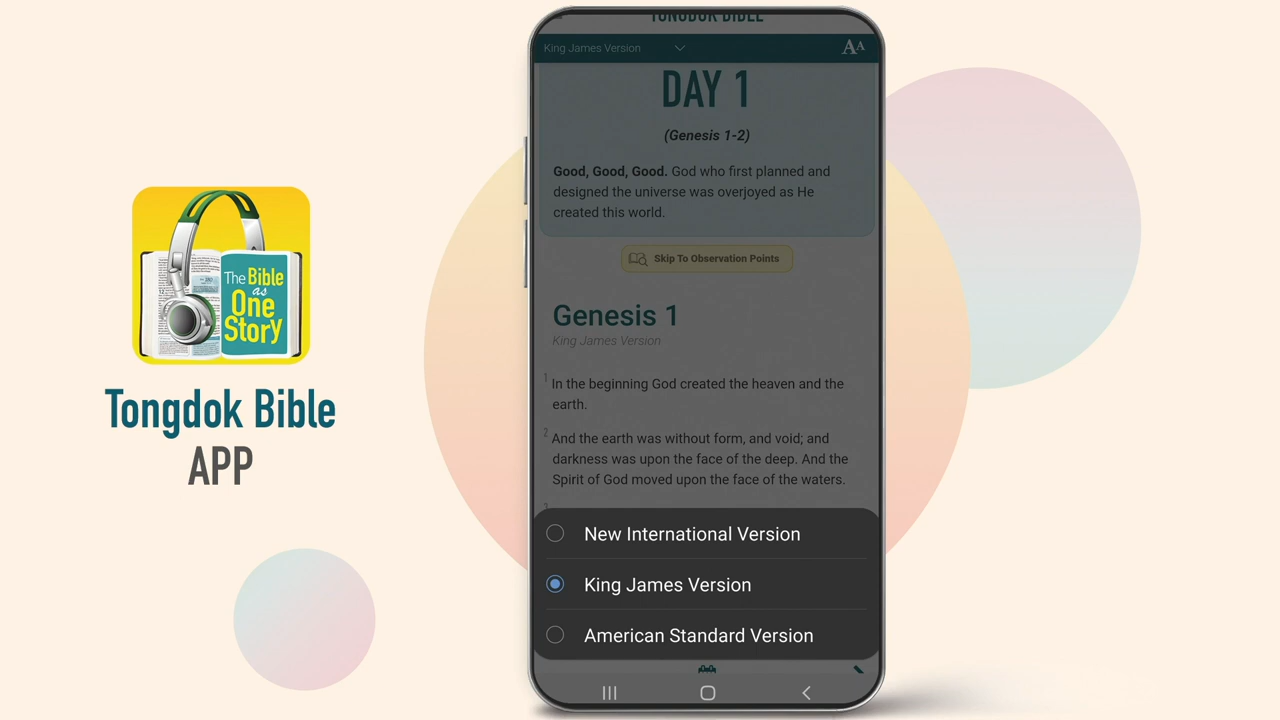 The Bible
as
One
Story
Tongdok Bible
APP
TONGDOK BIBLE
King James Version
AA
DAY 1
(Genesis 1-2)
Good, Good, Good. God who first planned and
designed the universe was overjoyed as He
created this world.
Skip To Observation Points
Genesis 1
King James Version
1 In the beginning God created the heaven and the
earth.
2 And the earth was without form, and void; and
darkness was upon the face of the deep. And the
Spirit of God moved upon the face of the waters.
New International Version
King James Version
American Standard Version